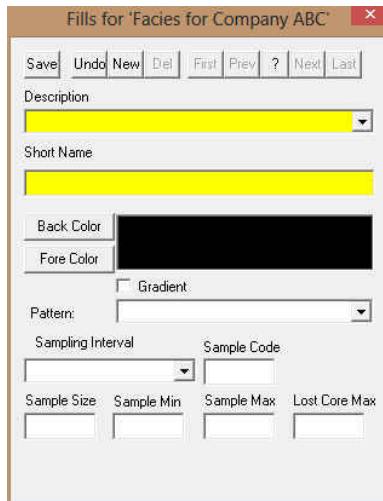 Fills for 'Facies for Company ABC'
Save Undo New Del First Prev ? Next Last
Description
Short Name
Back Color
Fore Color
Gradient
Pattern:
Sampling Interval Sample Code
Sample Size Sample Min Sample Max Lost Core Max